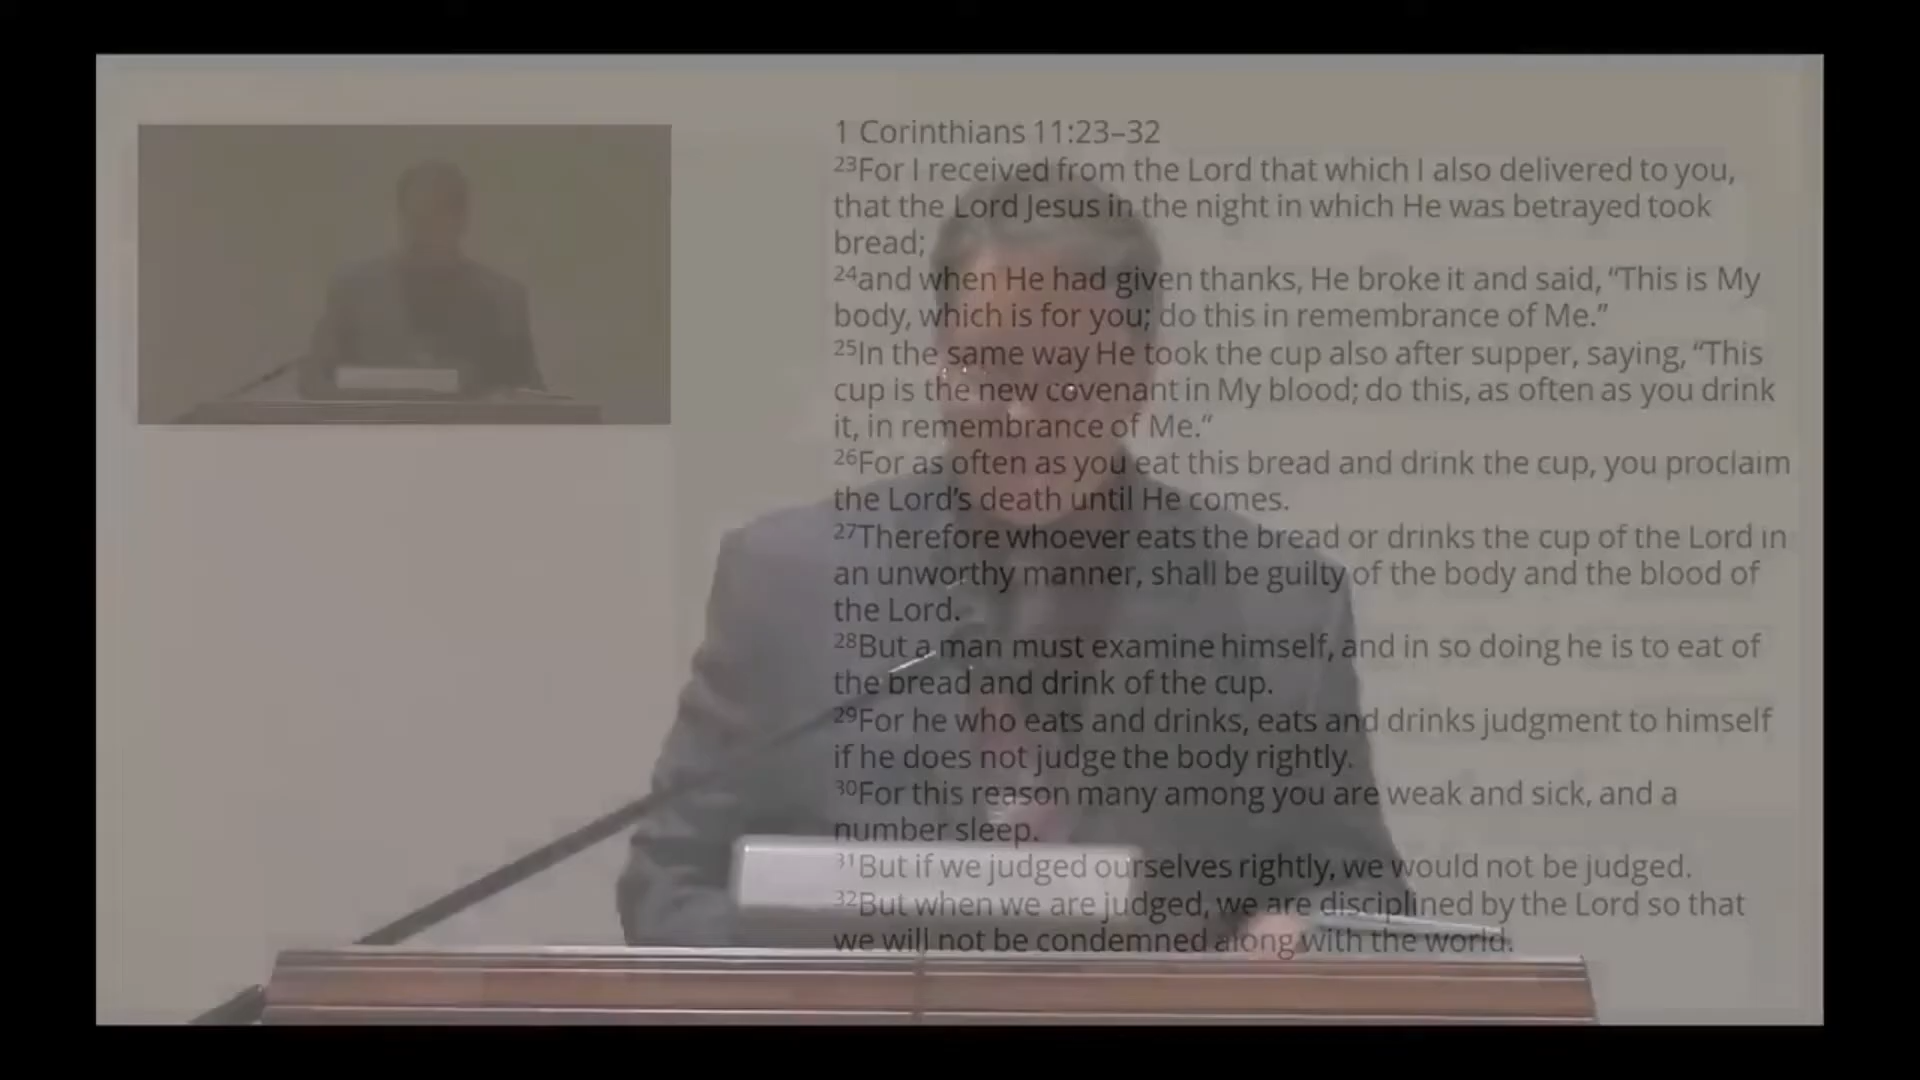 1 Corinthians 11:23–32
23For I received from the Lord that which I also delivered to you,
that the Lord Jesus in the night in which He was betrayed took
bread;
24and when He had given thanks, He broke it and said, “This is My
body, which is for you; do this in remembrance of Me.”
25In the same way He took the cup also after supper, saying, “This
cup is the new covenant in My blood; do this, as often as you drink
it, in remembrance of Me.“
26For as often as you eat this bread and drink the cup, you proclaim
the Lord’s death until He comes.
27Therefore whoever eats the bread or drinks the cup of the Lord in
an unworthy manner, shall be guilty of the body and the blood of
the Lord.
28But a man must examine himself, and in so doing he is to eat of
the bread and drink of the cup.
29For he who eats and drinks, eats and drinks judgment to himself
if he does not judge the body rightly.
30For this reason many among you are weak and sick, and a
number sleep.
31But if we judged ourselves rightly, we would not be judged.
32But when we are judged, we are disciplined by the Lord so that
we will not be condemned along with the world.